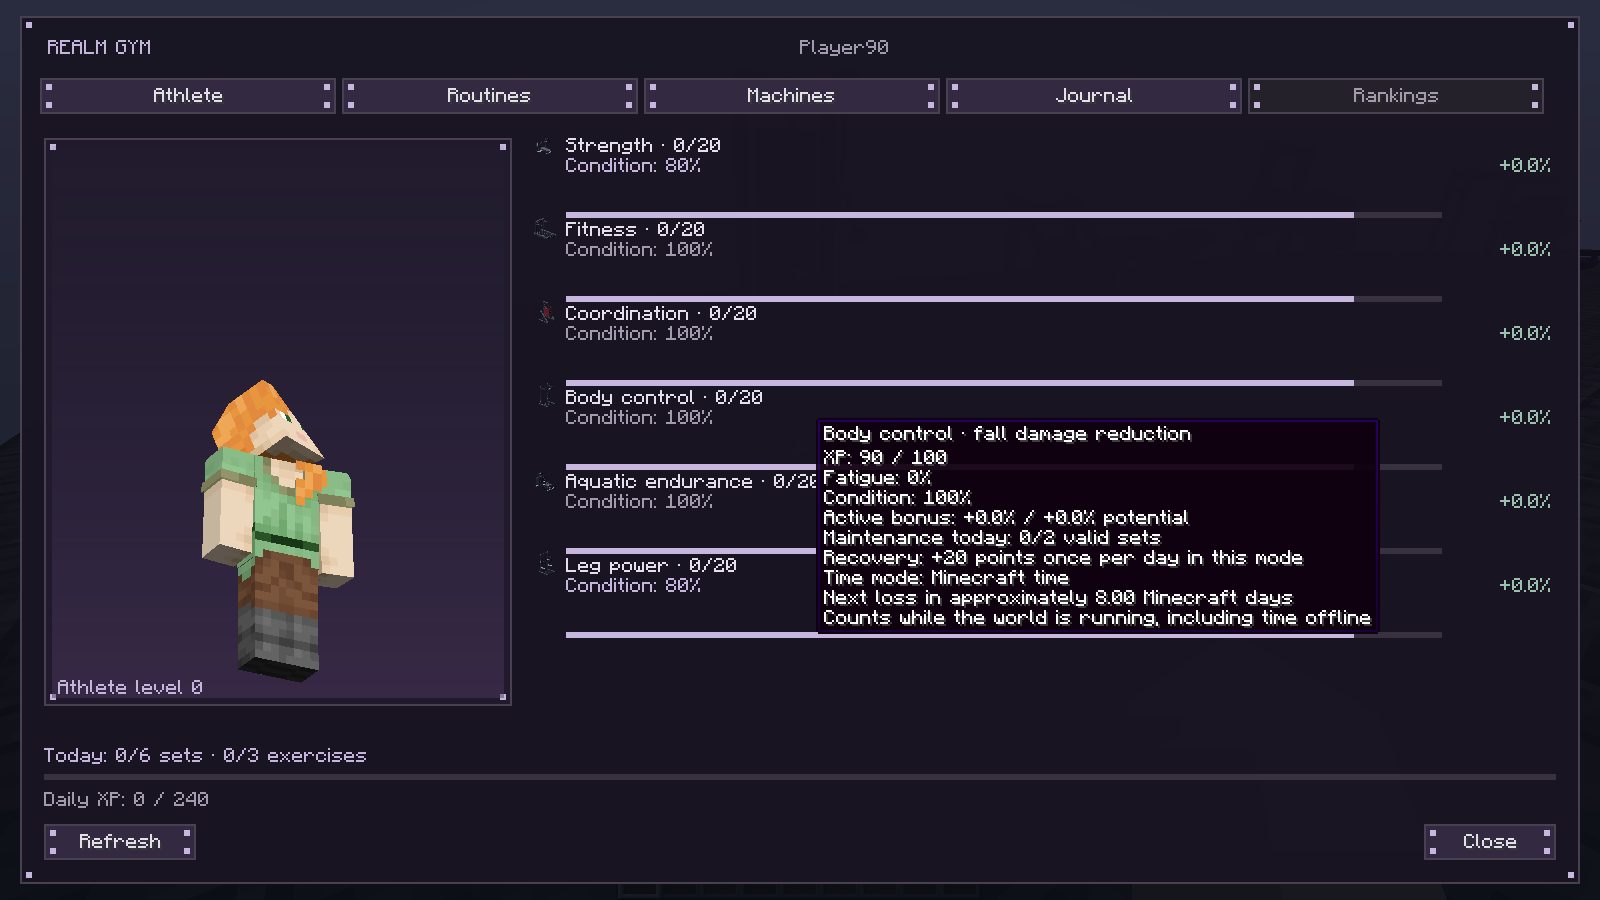 REALM GYM
Player90
Athlete
Routines
Machines
Journal
Rankings
Strength · 0/20
Condition: 80%
+0.0%
Fitness · 0/20
Condition: 100%
+0.0%
Coordination · 0/20
Condition: 100%
+0.0%
Body control · 0/20
Condition: 100%
+0.0%
Aquatic endurance · 0/20
Condition: 100%
+0.0%
Leg power · 0/20
Condition: 80%
+0.0%
Body control · fall damage reduction
XP: 90 / 100
Fatigue: 0%
Condition: 100%
Active bonus: +0.0% / +0.0% potential
Maintenance today: 0/2 valid sets
Recovery: +20 points once per day in this mode
Time mode: Minecraft time
Next loss in approximately 8.00 Minecraft days
Counts while the world is running, including time offline
Athlete level 0
Today: 0/6 sets · 0/3 exercises
Daily XP: 0 / 240
Refresh
Close